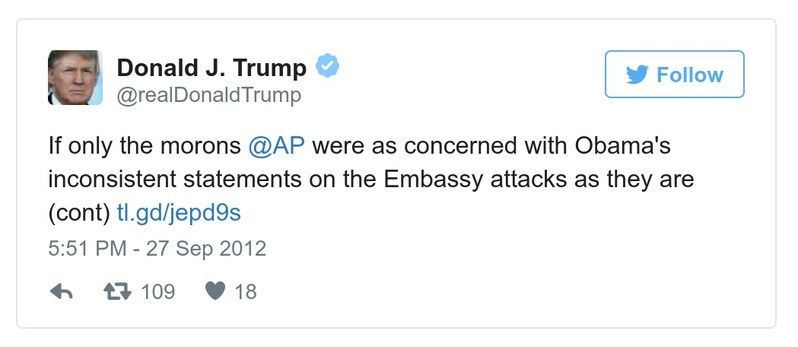 Donald J. Trump
@realDonaldTrump
Follow
If only the morons @AP were as concerned with Obama's
inconsistent statements on the Embassy attacks as they are
(cont) tl.gd/jepd9s
5:51 PM - 27 Sep 2012
109 18